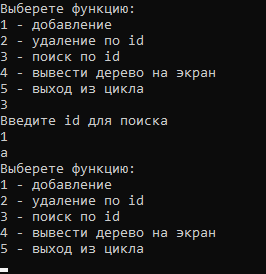 Выберете функцию:
1 - добавление
2 - удаление по id
3 - поиск по id
4 - вывести дерево на экран
5 - выход из цикла
3
Введите id для поиска
1
a
Выберете функцию:
1 - добавление
2 - удаление по id
3 - поиск по id
4 - вывести дерево на экран
5 - выход из цикла